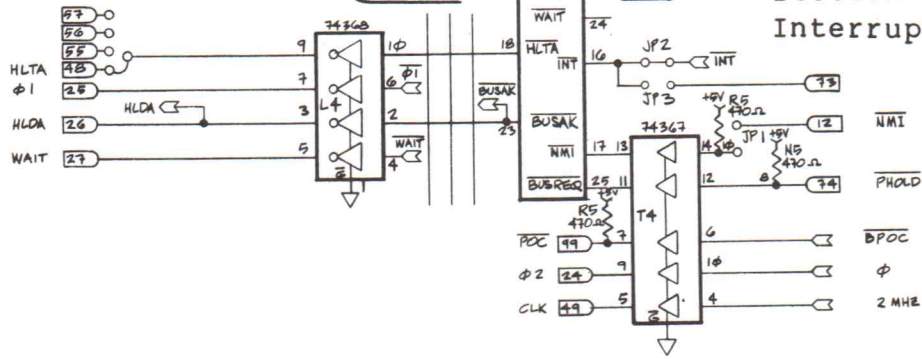 57
56
55
HLTA 48
φ1 25
HLDA 26
WAIT 27
HLDA
9
7
3
5
74368
L4
G
10
6 φ1
2
WAIT
4
BUSAK
18
23
WAIT 24
HLTA
INT 16
BUSAK
NMI 17
BUSREQ 25
JP2
INT
JP3
73
Interrup
74367
13
11
T4
7
9
5
G
+5V
R5
470Ω
14 10
JP1
12 NMI
+5V
N5
470Ω
12
8
74 PHOLD
+5V
R5
470Ω
POC 99
φ2 24
CLK 49
6 BPOC
10 φ
4 2 MHZ